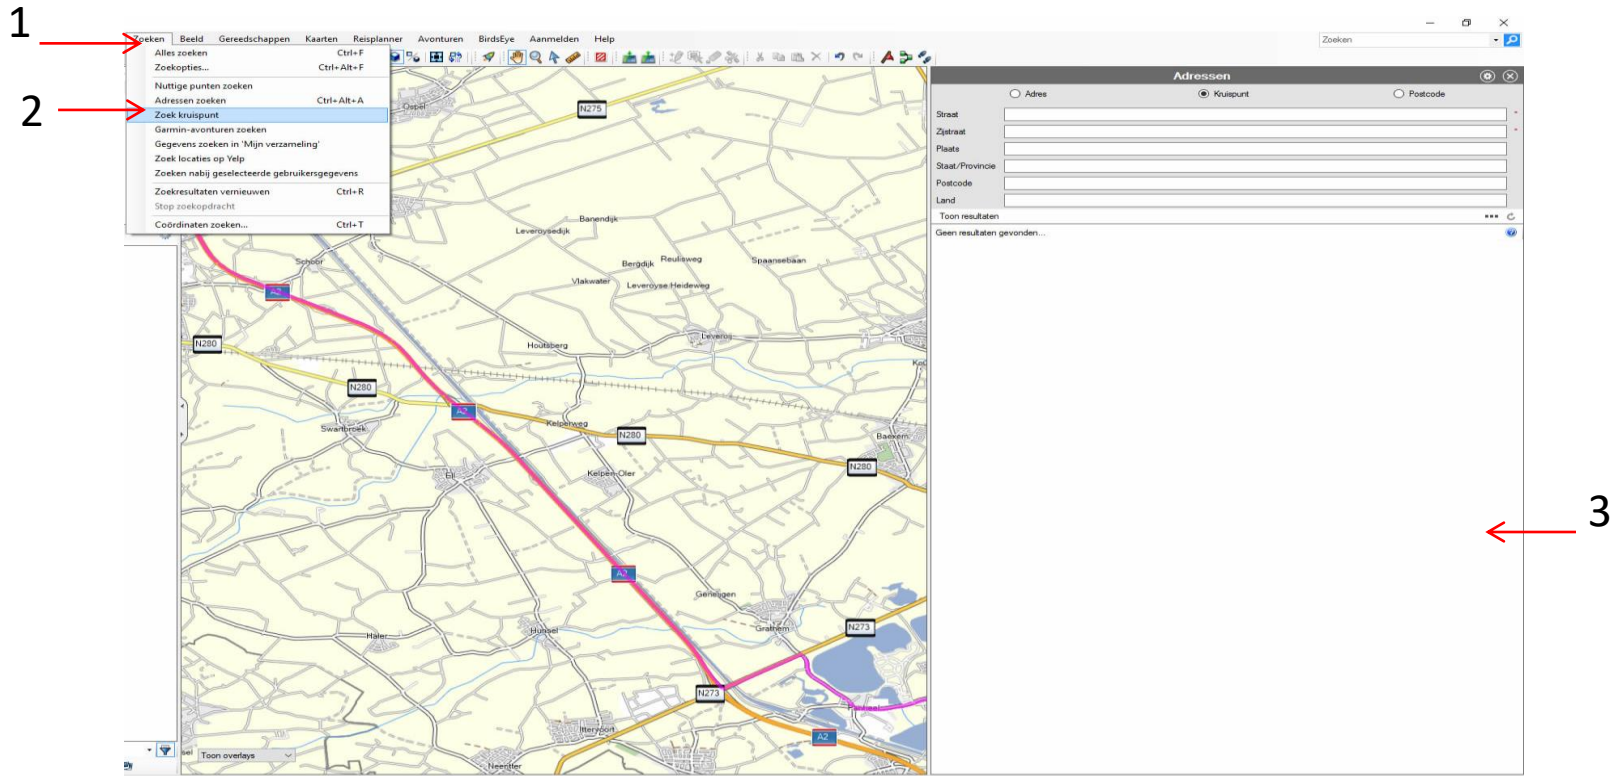 1
Zoeken Beeld Gereedschappen Kaarten Reisplanner Avonturen BirdsEye Aanmelden Help
Zoeken
Alles zoeken Ctrl+F
Zoekopties... Ctrl+Alt+F
Nuttige punten zoeken
2
Adressen zoeken Ctrl+Alt+A
Zoek kruispunt
Garmin-avonturen zoeken
Gegevens zoeken in 'Mijn verzameling'
Zoek locaties op Yelp
Zoeken nabij geselecteerde gebruikersgegevens
Zoekresultaten vernieuwen Ctrl+R
Stop zoekopdracht
Coördinaten zoeken... Ctrl+T
Adressen
Adres Kruispunt Postcode
Straat *
Zijstraat *
Plaats
Staat/Provincie
Postcode
Land
Toon resultaten
Geen resultaten gevonden...
3
Ospel
N275
Banendijk
Leveroysedijk
Schoor
Bergdijk Reulisweg Spaansebaan
Vlakwater Leveroyse Heideweg
A2
N280
Houtsberg
Leveroij
N280
A2
Swartbroek
Kelperweg
N280
Baexem
N280
Ell
Kelpen-Oler
A2
Grathem
N273
Haler
Hunsel
N273
Panheel
Ittervoort
A2
Toon overlays
Neeritter